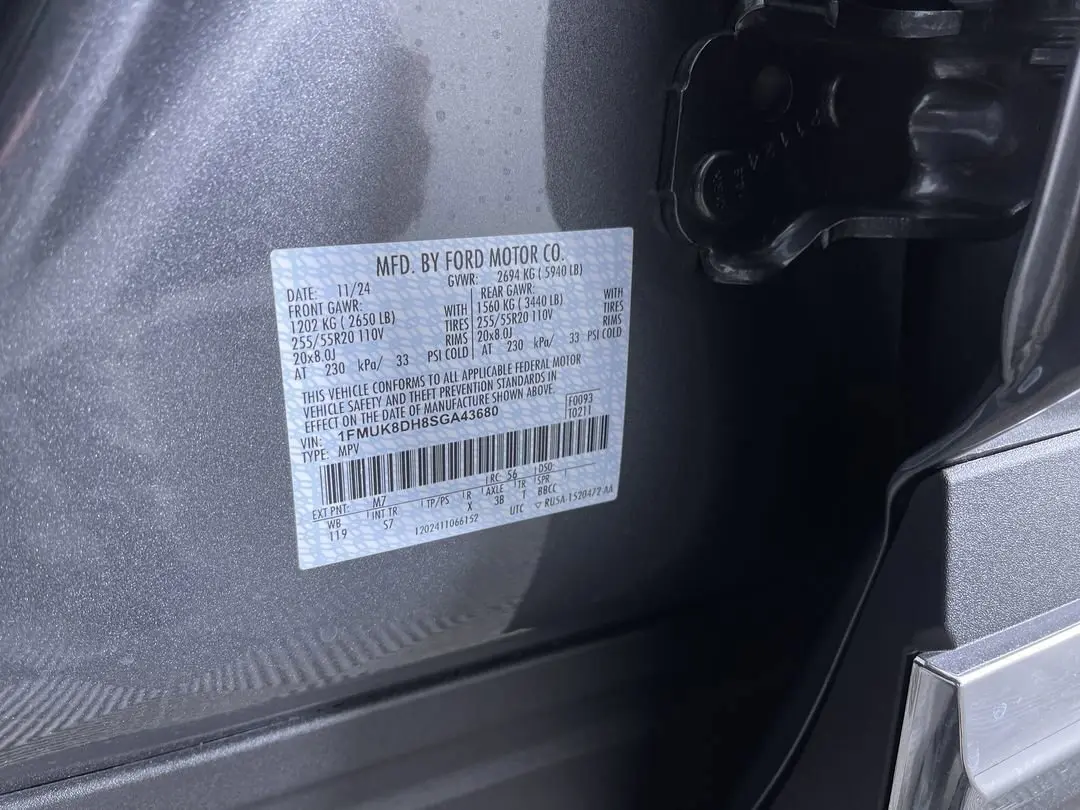 MFD. BY FORD MOTOR CO.
DATE: 11/24 GVWR: 2694 KG ( 5940 LB)
FRONT GAWR: REAR GAWR:
1202 KG ( 2650 LB) WITH 1560 KG ( 3440 LB) WITH
255/55R20 110V TIRES 255/55R20 110V TIRES
20x8.0J RIMS 20x8.0J RIMS
AT 230 kPa/ 33 PSI COLD AT 230 kPa/ 33 PSI COLD
THIS VEHICLE CONFORMS TO ALL APPLICABLE FEDERAL MOTOR
VEHICLE SAFETY AND THEFT PREVENTION STANDARDS IN
EFFECT ON THE DATE OF MANUFACTURE SHOWN ABOVE.
VIN: 1FMUK8DH8SGA43680 F0093
TYPE: MPV T0211
EXT PNT: M7 RC: 56 DSO:
WB INT TR TP/PS R AXLE TR SPR
119 S7 X 3B T BBCC
1202411066152 UTC ▽ RU5A-15204/2 AA